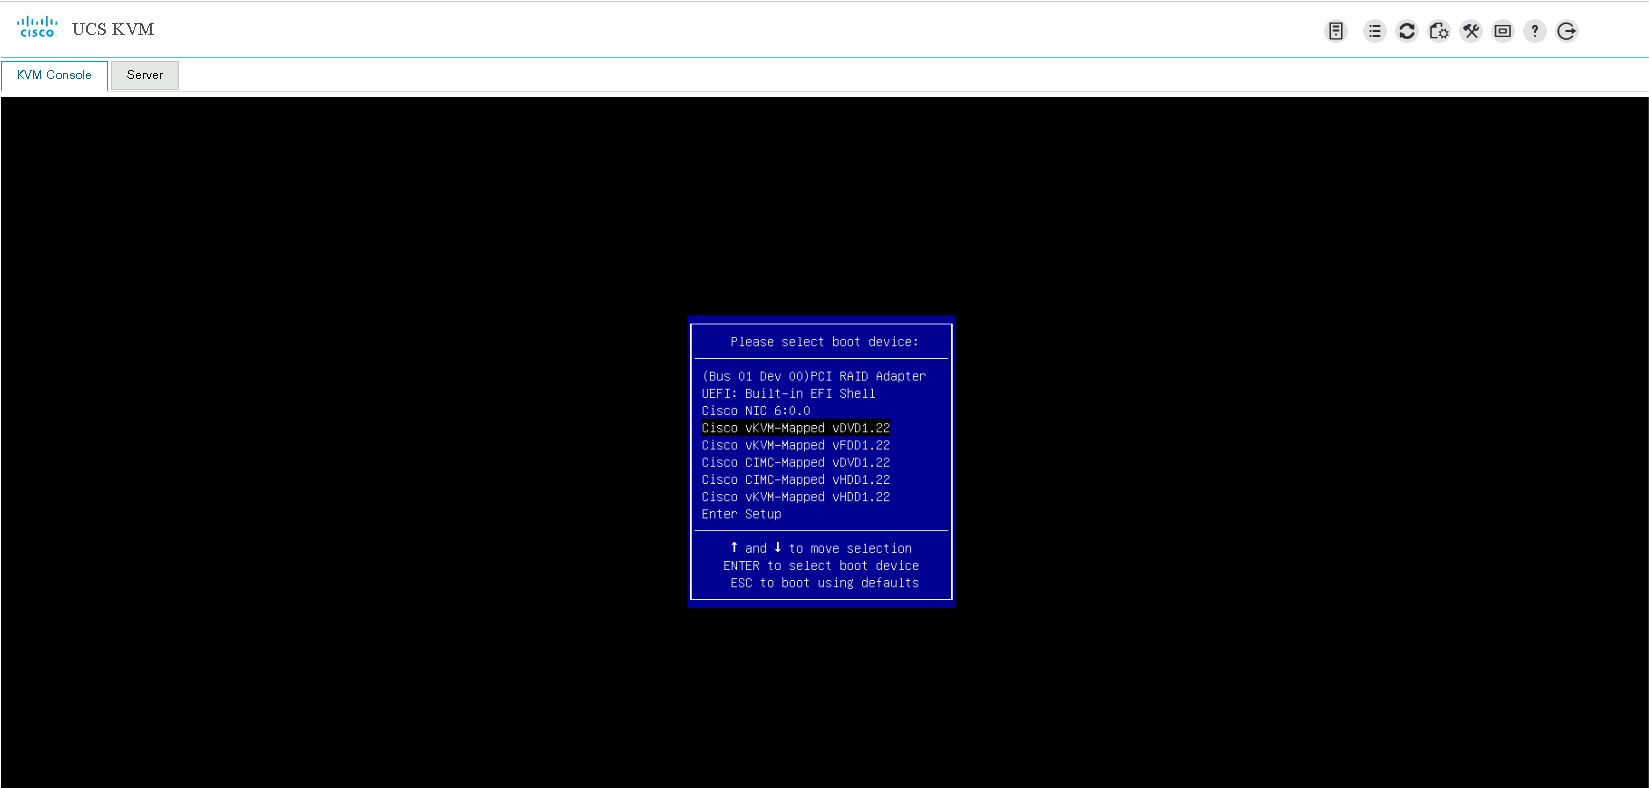 cisco
UCS KVM
?
KVM Console
Server
Please select boot device:
(Bus 01 Dev 00)PCI RAID Adapter
UEFI: Built-in EFI Shell
Cisco NIC 6:0.0
Cisco vKVM-Mapped vDVD1.22
Cisco vKVM-Mapped vFDD1.22
Cisco CIMC-Mapped vDVD1.22
Cisco CIMC-Mapped vHDD1.22
Cisco vKVM-Mapped vHDD1.22
Enter Setup
↑ and ↓ to move selection
ENTER to select boot device
ESC to boot using defaults